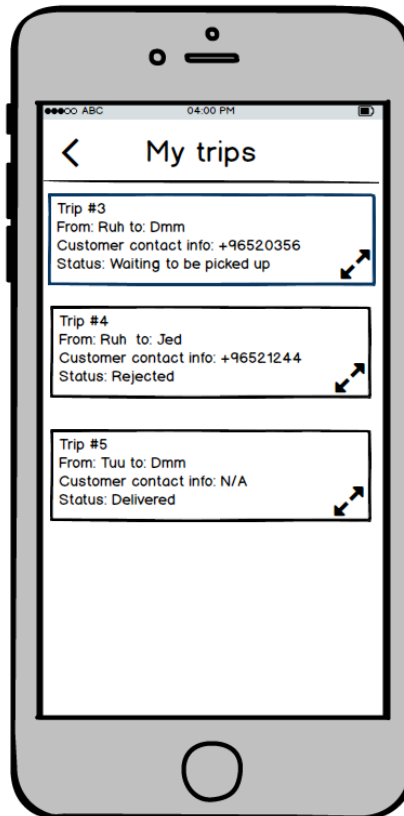 ABC 04:00 PM
My trips
Trip #3
From: Ruh to: Dmm
Customer contact info: +96520356
Status: Waiting to be picked up
Trip #4
From: Ruh to: Jed
Customer contact info: +96521244
Status: Rejected
Trip #5
From: Tuu to: Dmm
Customer contact info: N/A
Status: Delivered